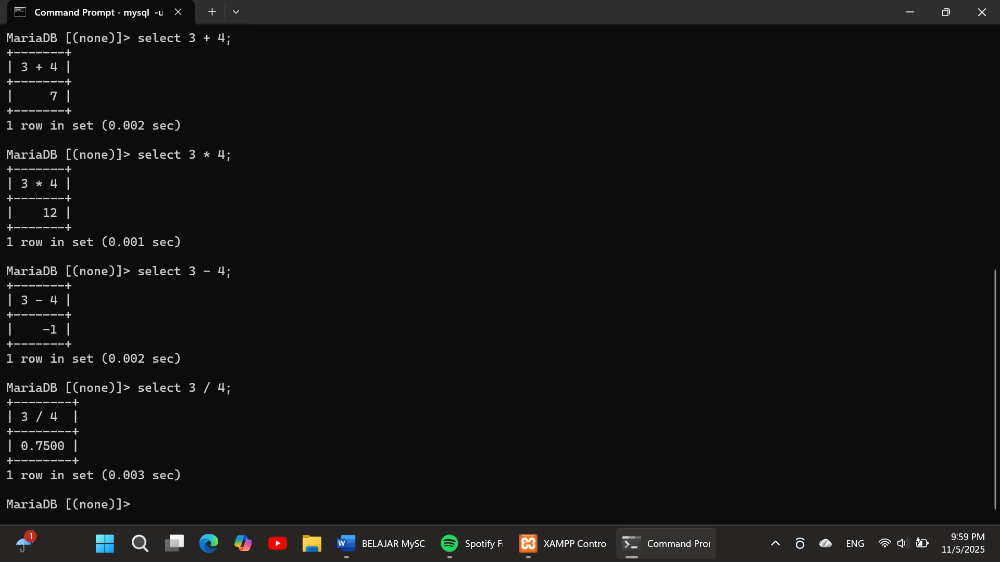 Command Prompt - mysql -u
MariaDB [(none)]> select 3 + 4;
+-------+
| 3 + 4 |
+-------+
|     7 |
+-------+
1 row in set (0.002 sec)
MariaDB [(none)]> select 3 * 4;
+-------+
| 3 * 4 |
+-------+
|    12 |
+-------+
1 row in set (0.001 sec)
MariaDB [(none)]> select 3 - 4;
+-------+
| 3 - 4 |
+-------+
|    -1 |
+-------+
1 row in set (0.002 sec)
MariaDB [(none)]> select 3 / 4;
+--------+
| 3 / 4  |
+--------+
| 0.7500 |
+--------+
1 row in set (0.003 sec)
MariaDB [(none)]>
1
BELAJAR MySC
Spotify Fr
XAMPP Contro
Command Pror
ENG
9:59 PM
11/5/2025